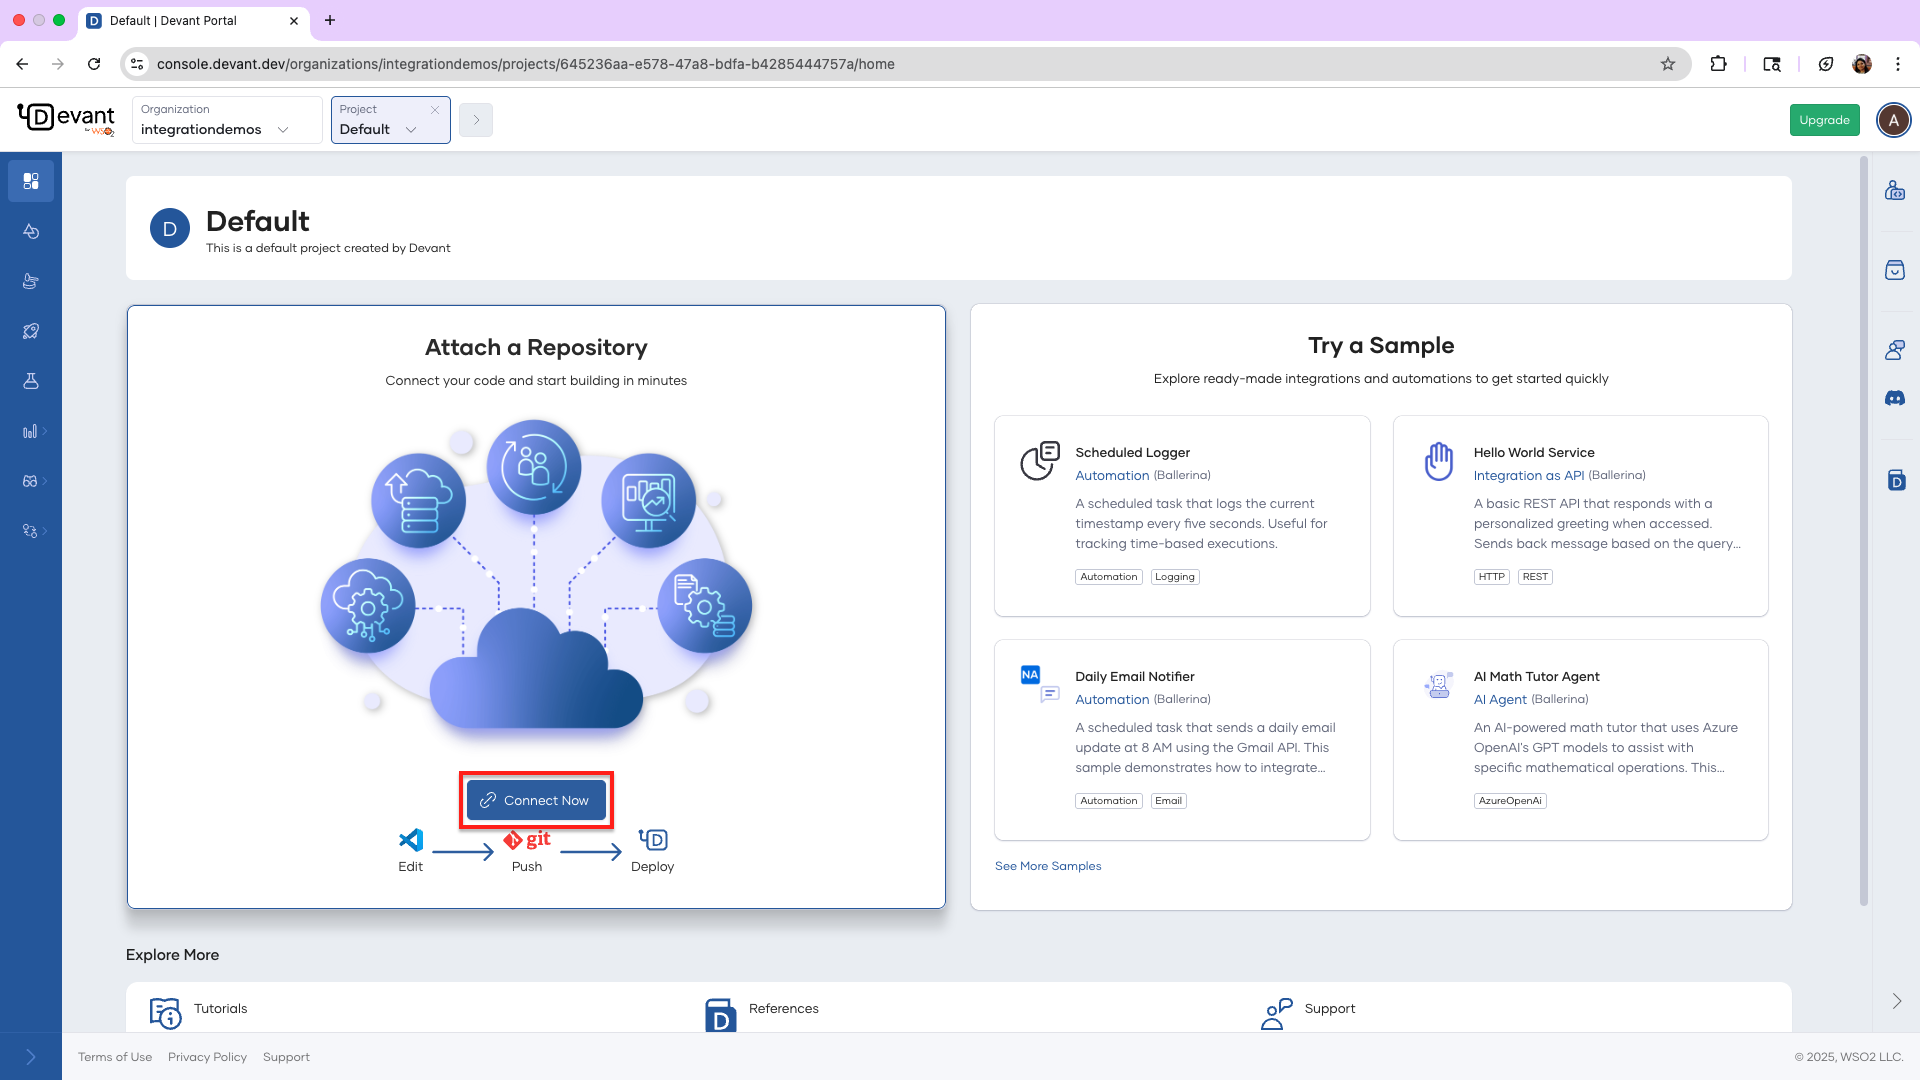 Default | Devant Portal
console.devant.dev/organizations/integrationdemos/projects/645236aa-e578-47a8-bdfa-b4285444757a/home
Devant
by WSO2
Organization
integrationdemos
Project
Default
Upgrade
A
D
Default
This is a default project created by Devant
Attach a Repository
Connect your code and start building in minutes
Connect Now
git
Edit
Push
Deploy
Try a Sample
Explore ready-made integrations and automations to get started quickly
Scheduled Logger
Automation (Ballerina)
A scheduled task that logs the current
timestamp every five seconds. Useful for
tracking time-based executions.
Automation
Logging
Hello World Service
Integration as API (Ballerina)
A basic REST API that responds with a
personalized greeting when accessed.
Sends back message based on the query...
HTTP
REST
NA
Daily Email Notifier
Automation (Ballerina)
A scheduled task that sends a daily email
update at 8 AM using the Gmail API. This
sample demonstrates how to integrate...
Automation
Email
AI Math Tutor Agent
AI Agent (Ballerina)
An AI-powered math tutor that uses Azure
OpenAI's GPT models to assist with
specific mathematical operations. This...
AzureOpenAi
See More Samples
Explore More
Tutorials
D
References
Support
Terms of Use
Privacy Policy
Support
© 2025, WSO2 LLC.